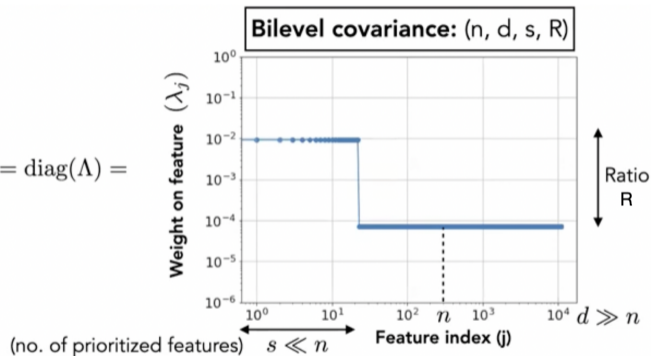 Bilevel covariance: (n, d, s, R)
= diag(Λ) =
Weight on feature (λ_j)
10^0
10^-1
10^-2
10^-3
10^-4
10^-5
10^-6
Ratio
R
10^0 10^1 10^2 n 10^3 10^4 d ≫ n
(no. of prioritized features) s ≪ n
Feature index (j)